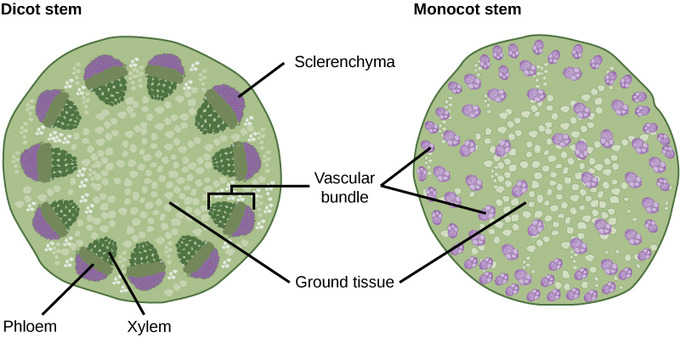 Dicot stem
Monocot stem
Sclerenchyma
Vascular
bundle
Ground tissue
Phloem
Xylem